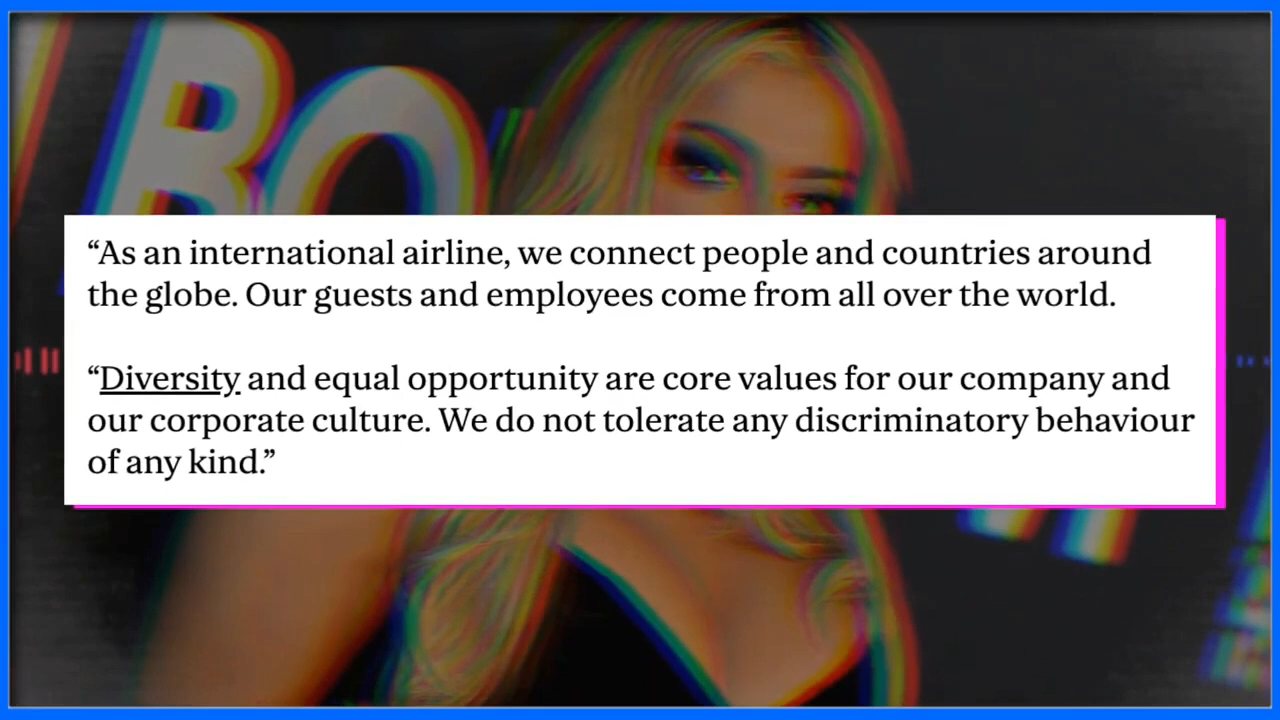 BO
“As an international airline, we connect people and countries around
the globe. Our guests and employees come from all over the world.
“Diversity and equal opportunity are core values for our company and
our corporate culture. We do not tolerate any discriminatory behaviour
of any kind.”